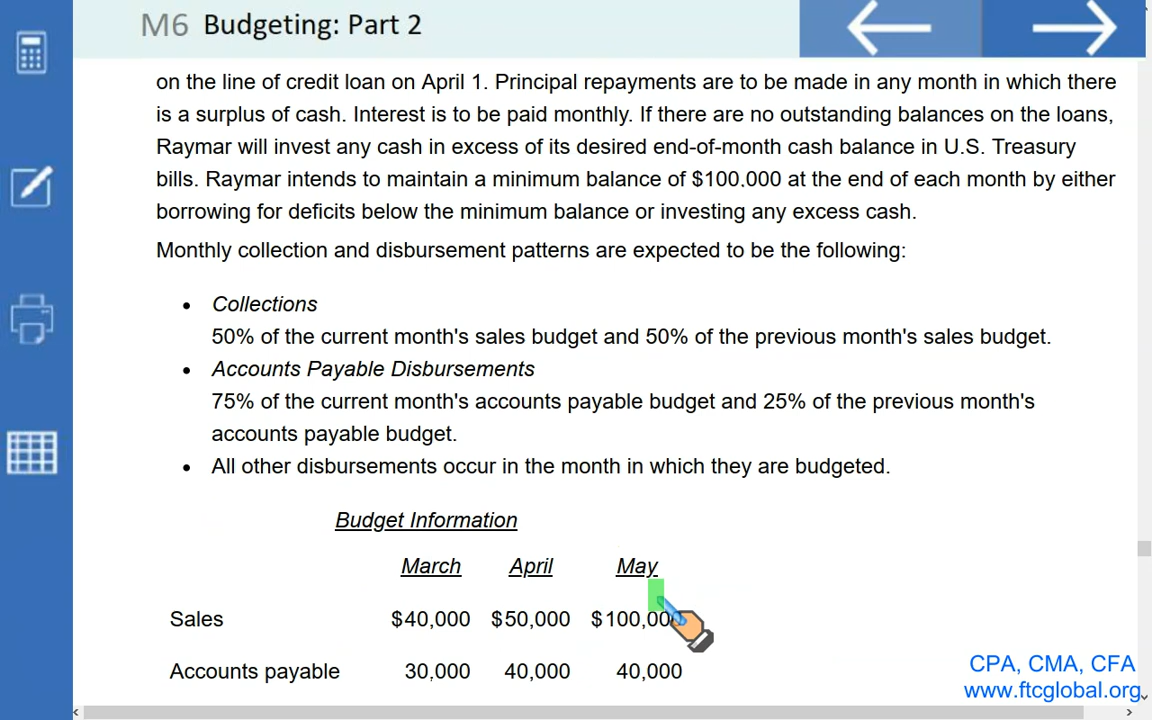 M6 Budgeting: Part 2
on the line of credit loan on April 1. Principal repayments are to be made in any month in which there
is a surplus of cash. Interest is to be paid monthly. If there are no outstanding balances on the loans,
Raymar will invest any cash in excess of its desired end-of-month cash balance in U.S. Treasury
bills. Raymar intends to maintain a minimum balance of $100,000 at the end of each month by either
borrowing for deficits below the minimum balance or investing any excess cash.
Monthly collection and disbursement patterns are expected to be the following:
• Collections
50% of the current month's sales budget and 50% of the previous month's sales budget.
• Accounts Payable Disbursements
75% of the current month's accounts payable budget and 25% of the previous month's
accounts payable budget.
• All other disbursements occur in the month in which they are budgeted.
Budget Information
March April May
Sales $40,000 $50,000 $100,000
Accounts payable 30,000 40,000 40,000
CPA, CMA, CFA
www.ftcglobal.org